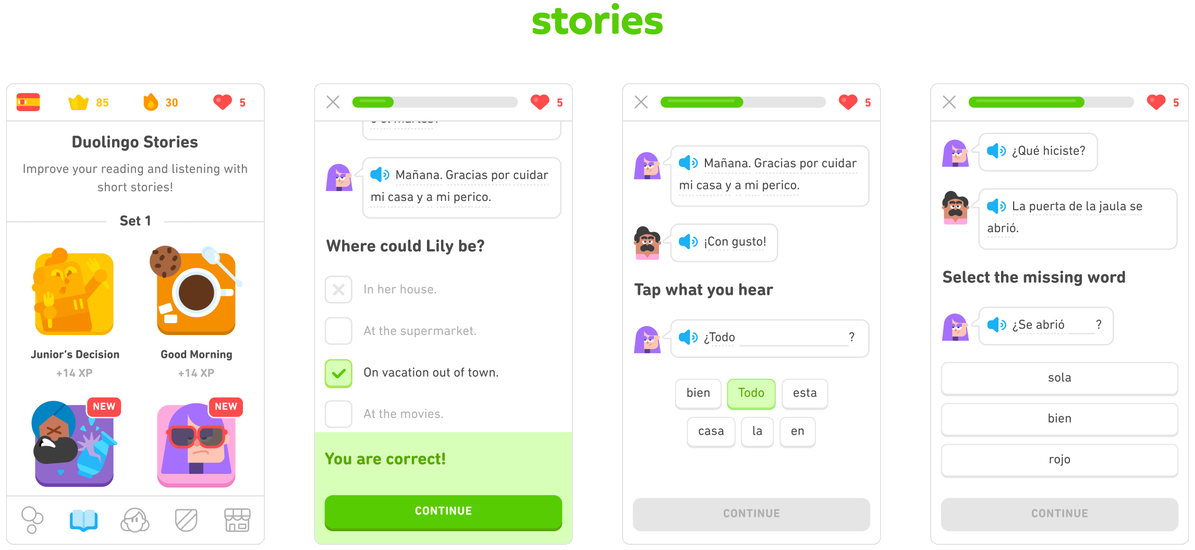 stories
85 30 5
Duolingo Stories
Improve your reading and listening with
short stories!
Set 1
Junior's Decision
+14 XP
Good Morning
+14 XP
NEW
NEW
5
Mañana. Gracias por cuidar
mi casa y a mi perico.
Where could Lily be?
In her house.
At the supermarket.
On vacation out of town.
At the movies.
You are correct!
CONTINUE
5
Mañana. Gracias por cuidar
mi casa y a mi perico.
¡Con gusto!
Tap what you hear
¿Todo ?
bien Todo esta
casa la en
CONTINUE
5
¿Qué hiciste?
La puerta de la jaula se
abrió.
Select the missing word
¿Se abrió ___ ?
sola
bien
rojo
CONTINUE